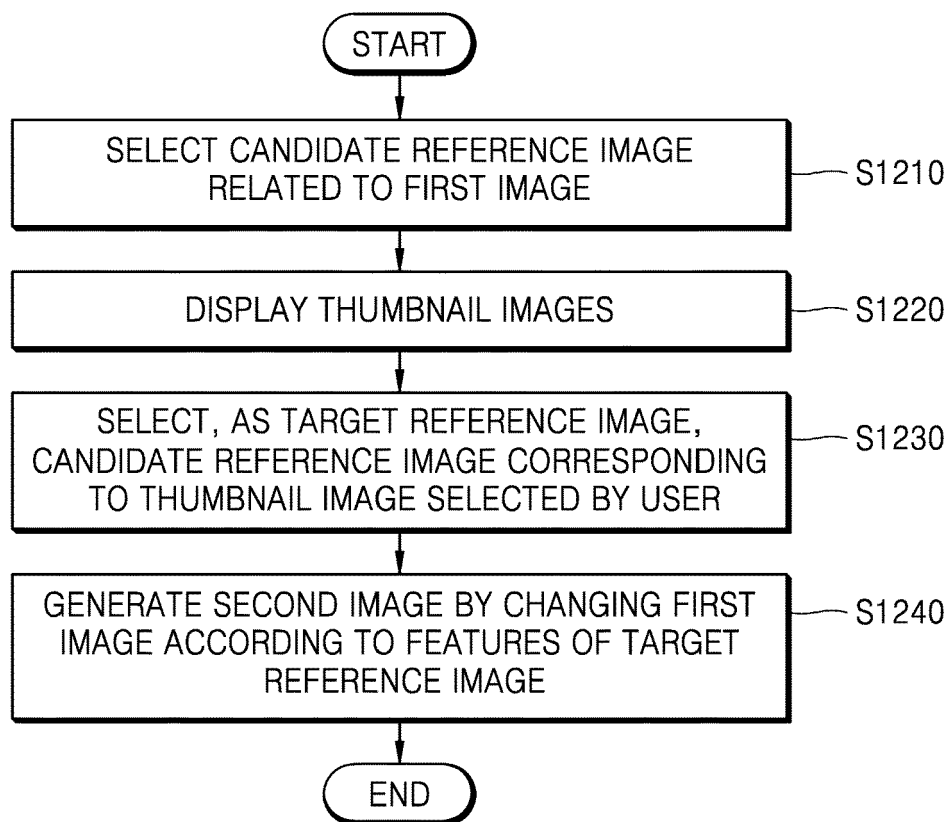 START
SELECT CANDIDATE REFERENCE IMAGE
RELATED TO FIRST IMAGE
S1210
DISPLAY THUMBNAIL IMAGES
S1220
SELECT, AS TARGET REFERENCE IMAGE,
CANDIDATE REFERENCE IMAGE CORRESPONDING
TO THUMBNAIL IMAGE SELECTED BY USER
S1230
GENERATE SECOND IMAGE BY CHANGING FIRST
IMAGE ACCORDING TO FEATURES OF TARGET
REFERENCE IMAGE
S1240
END